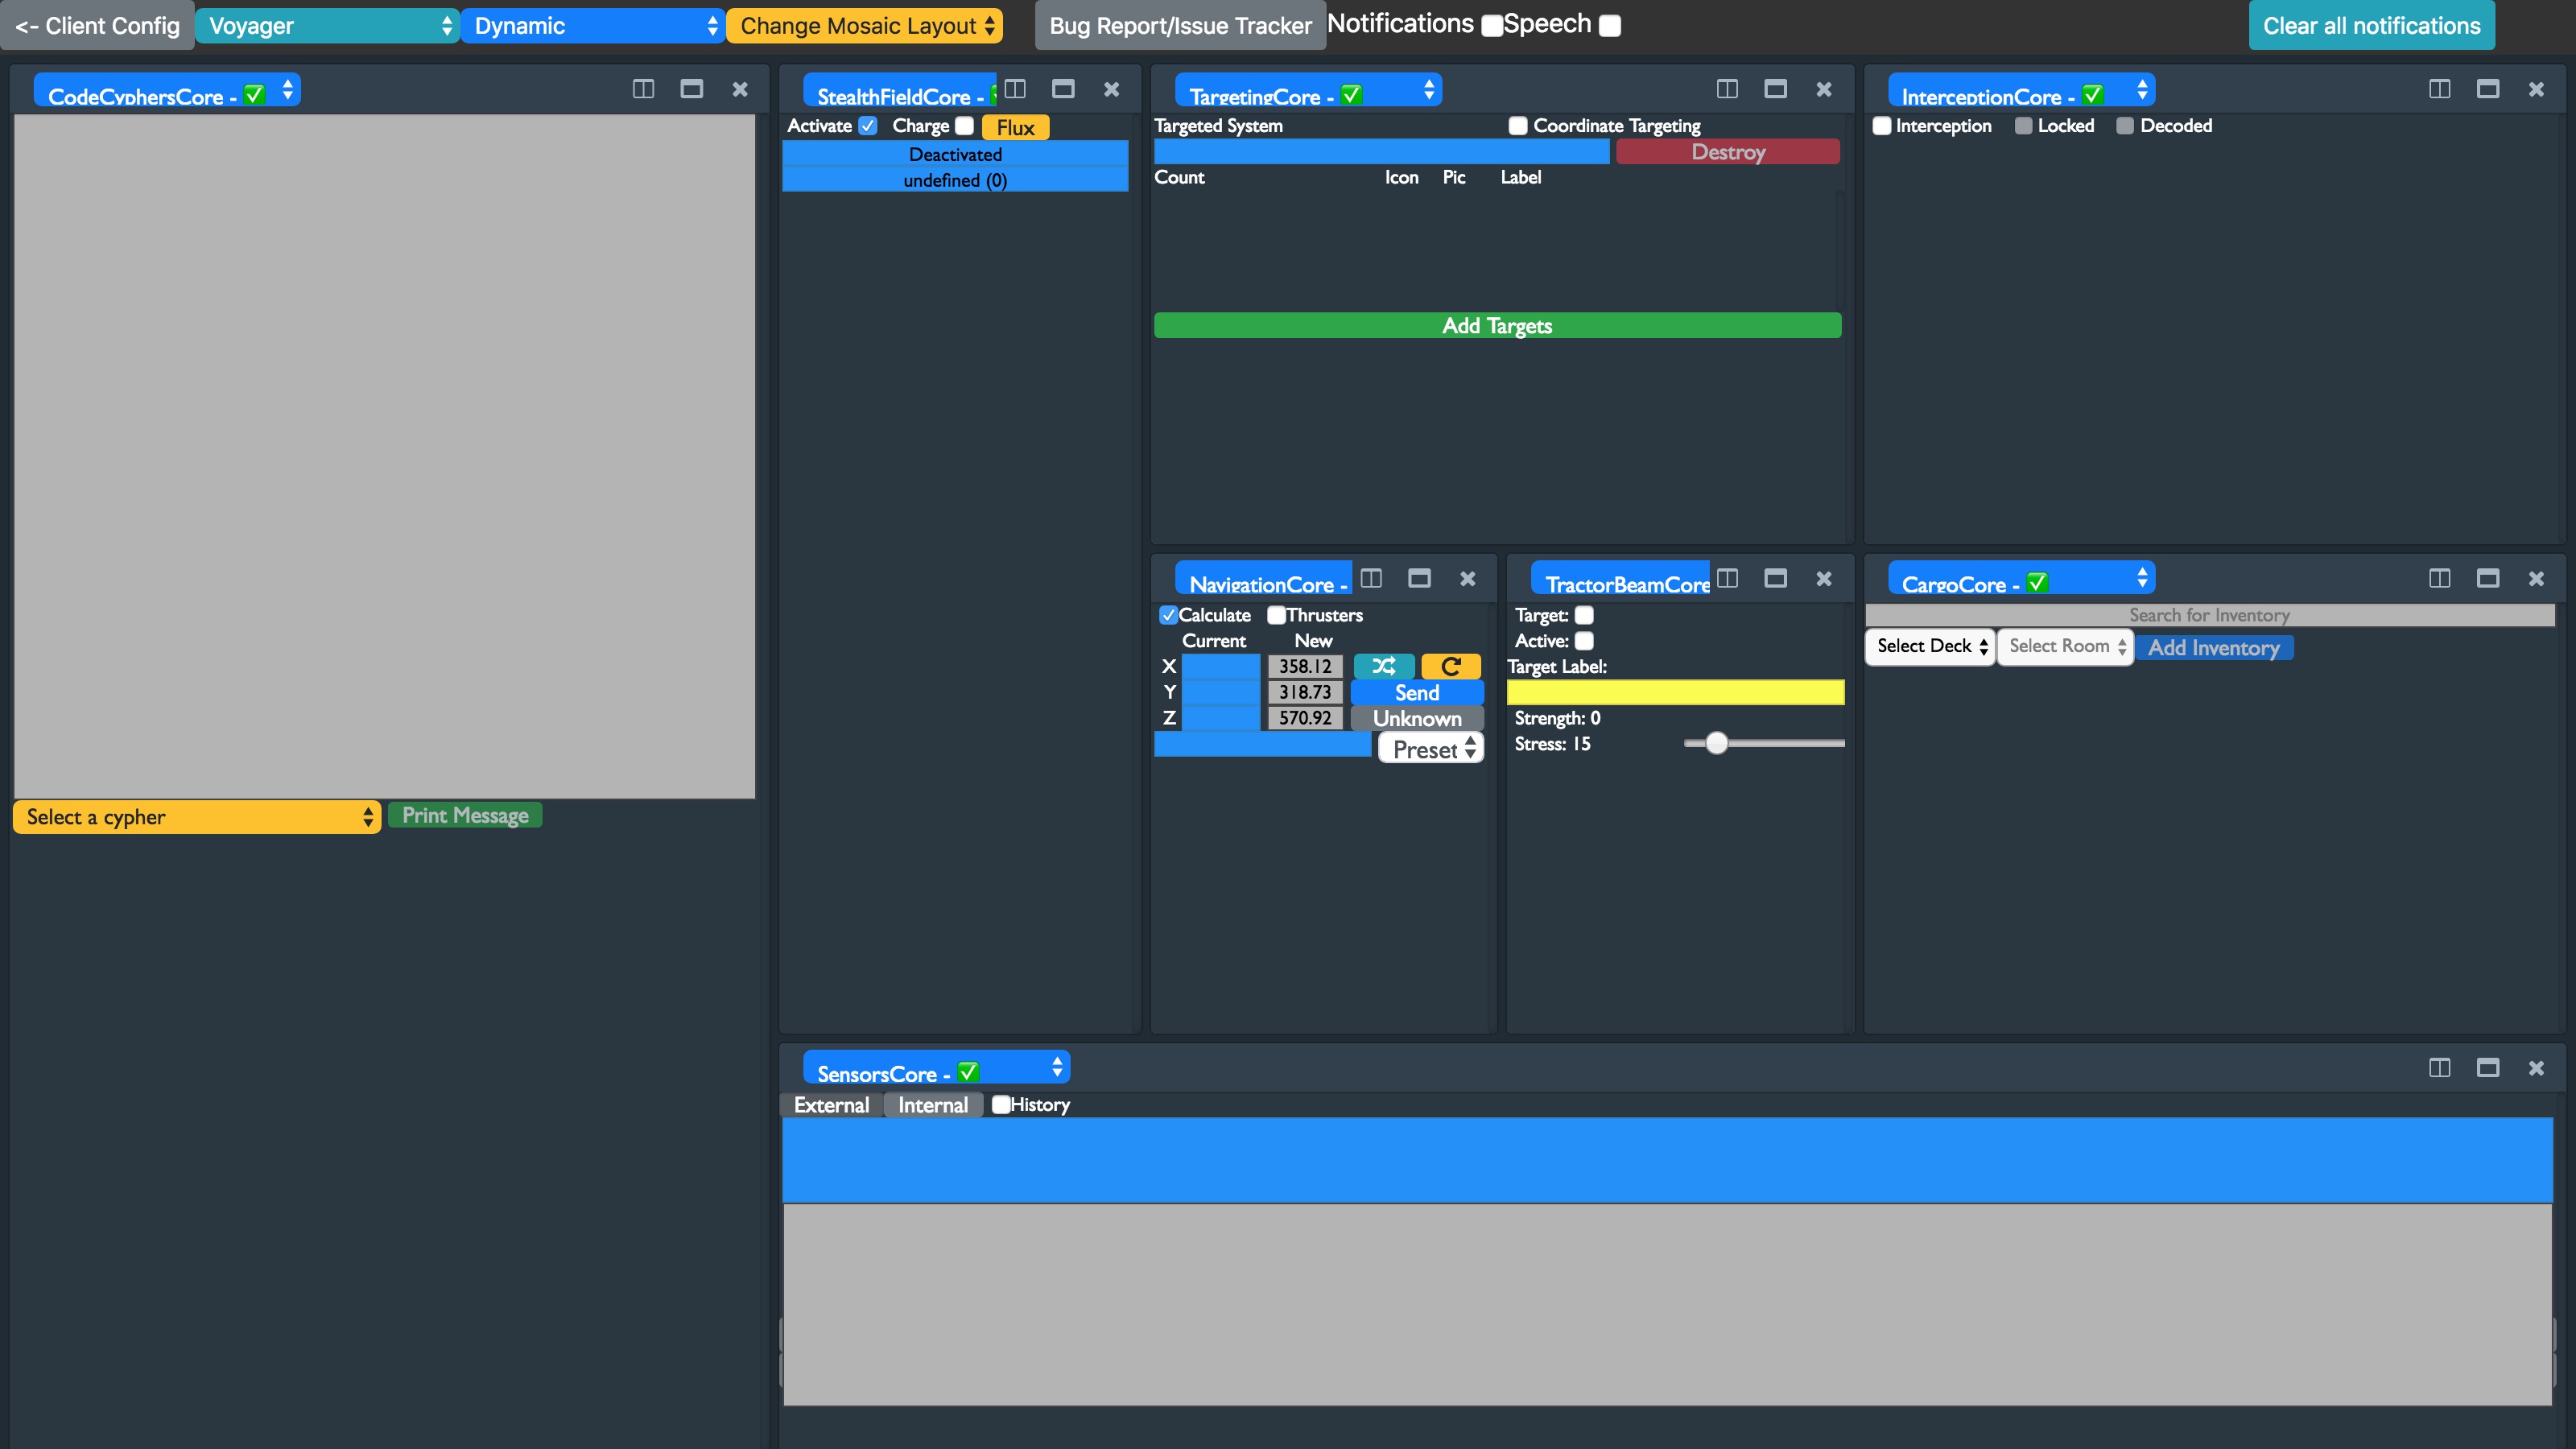 <- Client Config Voyager Dynamic Change Mosaic Layout Bug Report/Issue Tracker Notifications Speech Clear all notifications
CodeCyphersCore - ✅
Select a cypher Print Message
StealthFieldCore -
Activate Charge Flux
Deactivated
undefined (0)
TargetingCore - ✅
Targeted System Coordinate Targeting
Destroy
Count Icon Pic Label
Add Targets
InterceptionCore - ✅
Interception Locked Decoded
NavigationCore -
Calculate Thrusters
Current New
X 358.12
Y 318.73 Send
Z 570.92 Unknown
Preset
TractorBeamCore
Target:
Active:
Target Label:
Strength: 0
Stress: 15
CargoCore - ✅
Search for Inventory
Select Deck Select Room Add Inventory
SensorsCore - ✅
External Internal History